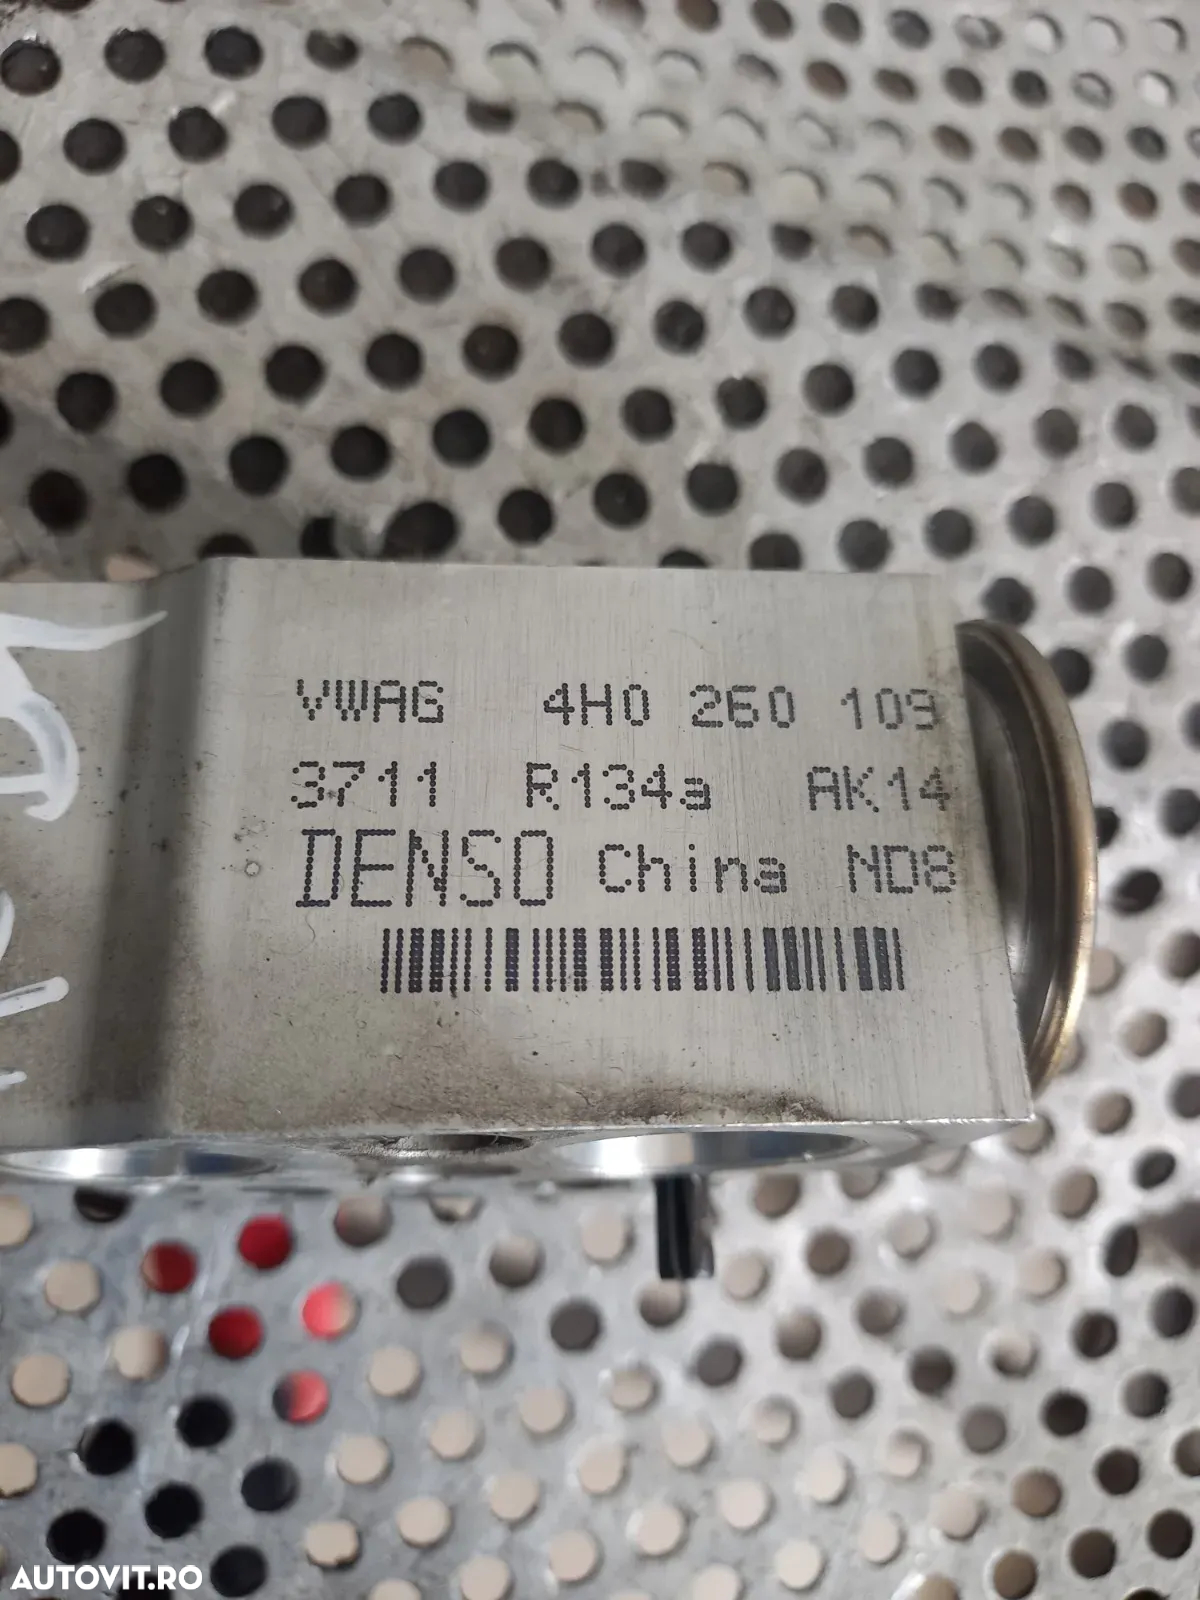 VWAG 4H0 260 109
3711 R134a AK14
DENSO China ND8
AUTOVIT.RO